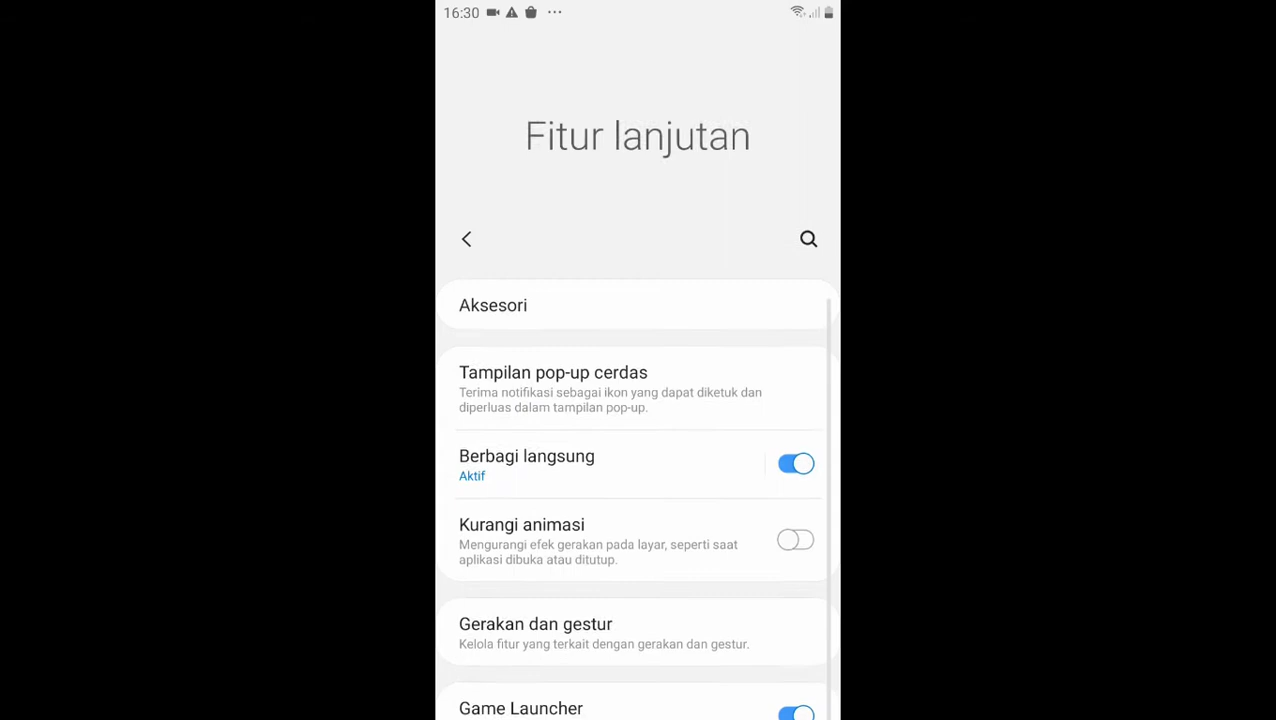 16:30
Fitur lanjutan
Aksesori
Tampilan pop-up cerdas
Terima notifikasi sebagai ikon yang dapat diketuk dan
diperluas dalam tampilan pop-up.
Berbagi langsung
Aktif
Kurangi animasi
Mengurangi efek gerakan pada layar, seperti saat
aplikasi dibuka atau ditutup.
Gerakan dan gestur
Kelola fitur yang terkait dengan gerakan dan gestur.
Game Launcher